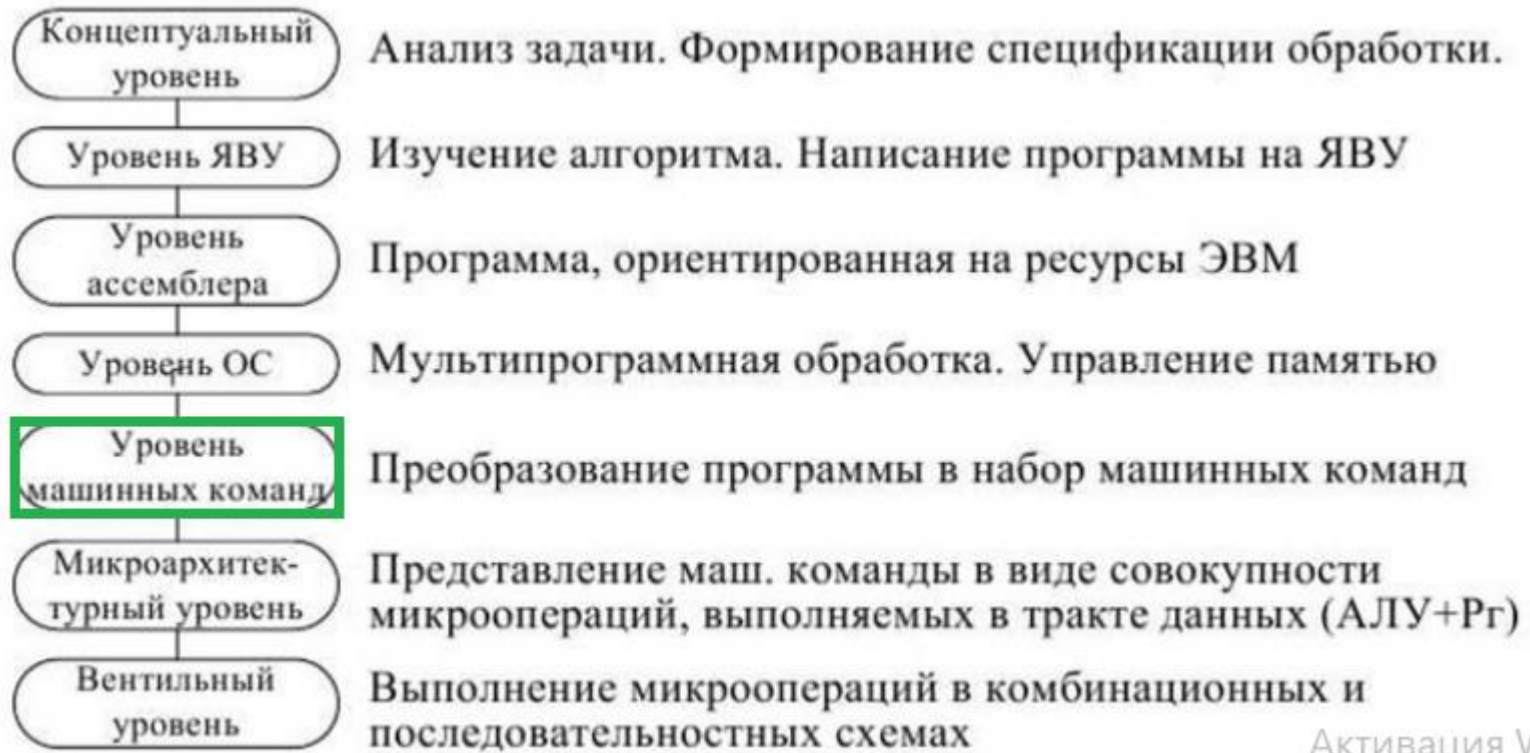 Концептуальный
уровень
Анализ задачи. Формирование спецификации обработки.
Уровень ЯВУ
Изучение алгоритма. Написание программы на ЯВУ
Уровень
ассемблера
Программа, ориентированная на ресурсы ЭВМ
Уровень ОС
Мультипрограммная обработка. Управление памятью
Уровень
машинных команд
Преобразование программы в набор машинных команд
Микроархитек-
турный уровень
Представление маш. команды в виде совокупности
микроопераций, выполняемых в тракте данных (АЛУ+Рг)
Вентильный
уровень
Выполнение микроопераций в комбинационных и
последовательностных схемах
Активация